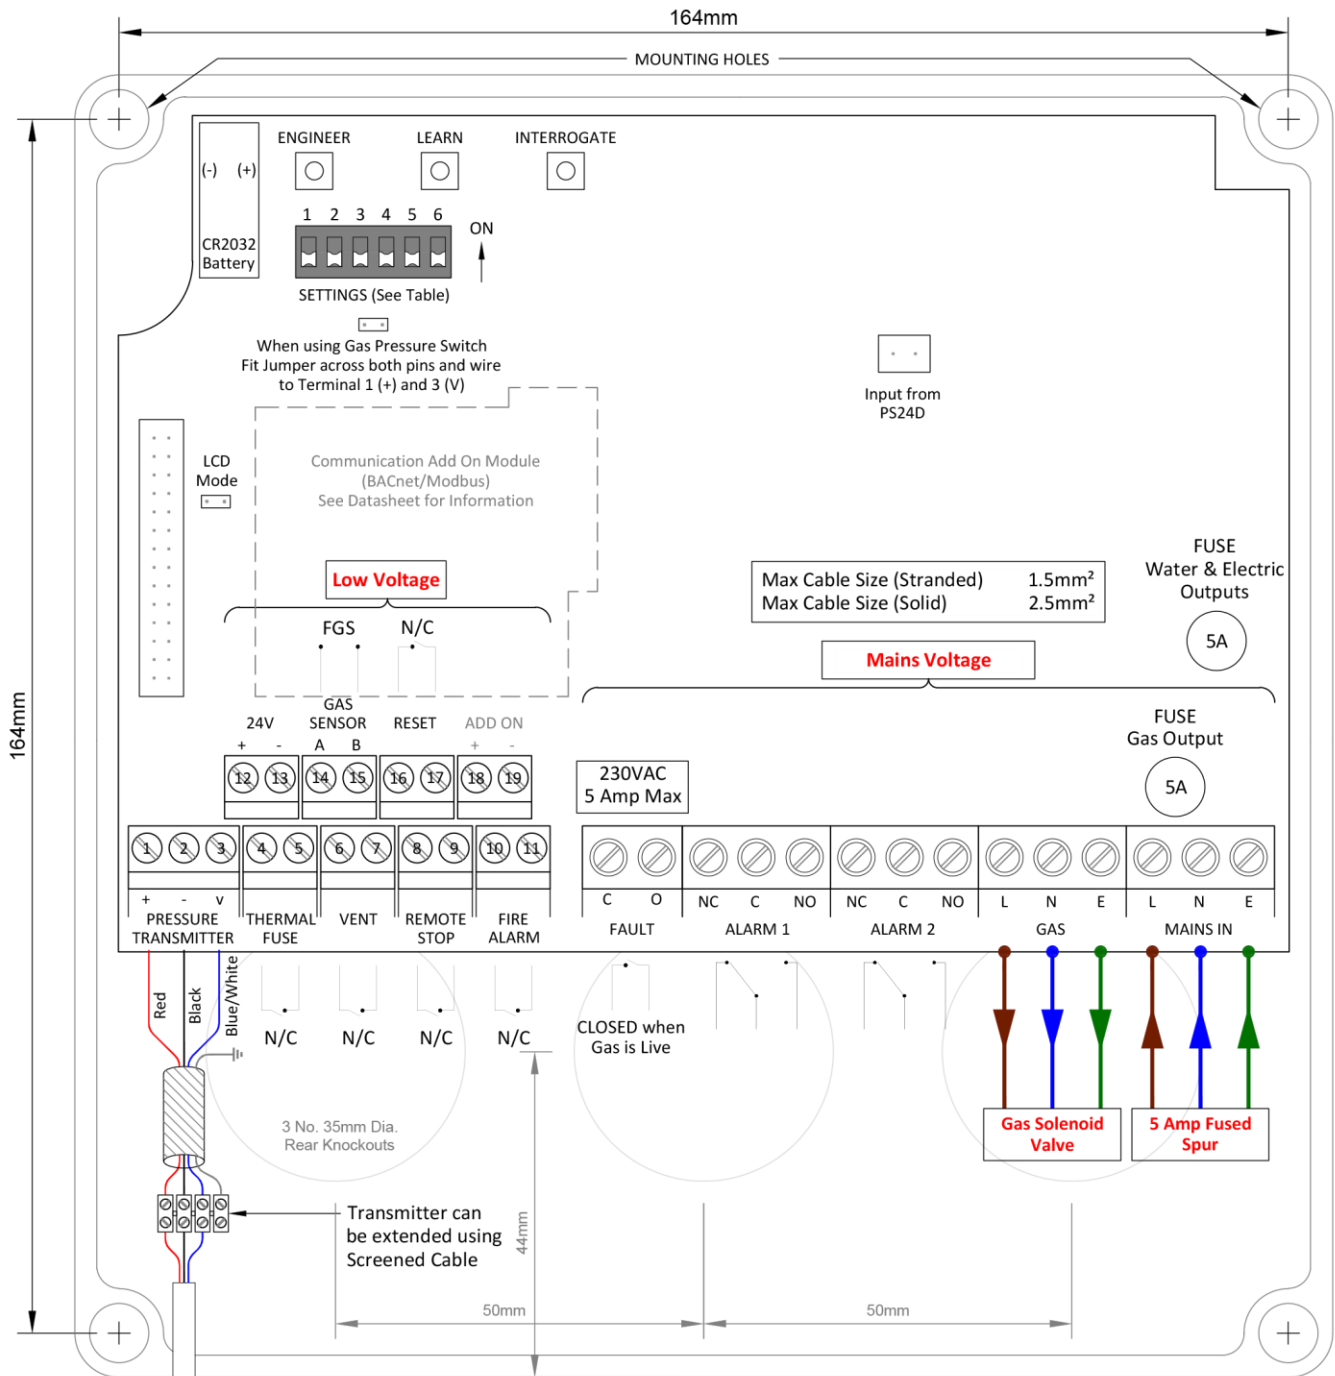 164mm
MOUNTING HOLES
ENGINEER LEARN INTERROGATE
(-) (+)
CR2032
Battery
1 2 3 4 5 6
ON
SETTINGS (See Table)
When using Gas Pressure Switch
Fit Jumper across both pins and wire
to Terminal 1 (+) and 3 (V)
Input from
PS24D
LCD
Mode
Communication Add On Module
(BACnet/Modbus)
See Datasheet for Information
Low Voltage
FGS N/C
Max Cable Size (Stranded) 1.5mm²
Max Cable Size (Solid) 2.5mm²
FUSE
Water & Electric
Outputs
5A
Mains Voltage
FUSE
Gas Output
5A
164mm
24V
+ -
GAS
SENSOR
A B
RESET
ADD ON
+ -
12 13 14 15 16 17 18 19
230VAC
5 Amp Max
1 2 3 4 5 6 7 8 9 10 11
+ - v
PRESSURE
TRANSMITTER
THERMAL
FUSE
VENT
REMOTE
STOP
FIRE
ALARM
C O
FAULT
NC C NO
ALARM 1
NC C NO
ALARM 2
L N E
GAS
L N E
MAINS IN
Red
Black
Blue/White
N/C N/C N/C N/C
CLOSED when
Gas is Live
3 No. 35mm Dia.
Rear Knockouts
Gas Solenoid
Valve
5 Amp Fused
Spur
Transmitter can
be extended using
Screened Cable
44mm
50mm 50mm